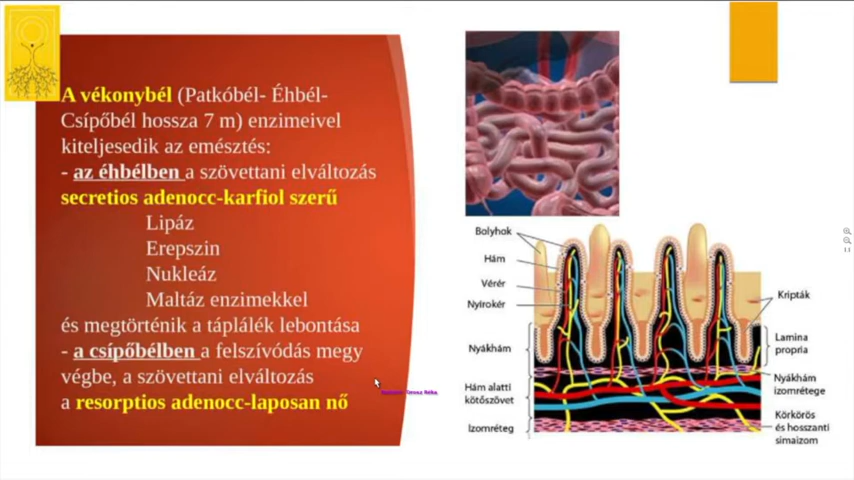 A vékonybél (Patkóbél- Éhbél-
Csípőbél hossza 7 m) enzimeivel
kiteljesedik az emésztés:
- az éhbélben a szövettani elváltozás
secretios adenocc-karfiol szerű
Lipáz
Erepszin
Nukleáz
Maltáz enzimekkel
és megtörténik a táplálék lebontása
- a csípőbélben a felszívódás megy
végbe, a szövettani elváltozás
a resorptios adenocc-laposan nő
Bolyhok
Hám
Vérér
Nyirokér
Nyákhám
Hám alatti
kötőszövet
Izomréteg
Kripták
Lamina
propria
Nyákhám
izomrétege
Körkörös
és hosszanti
simaizom